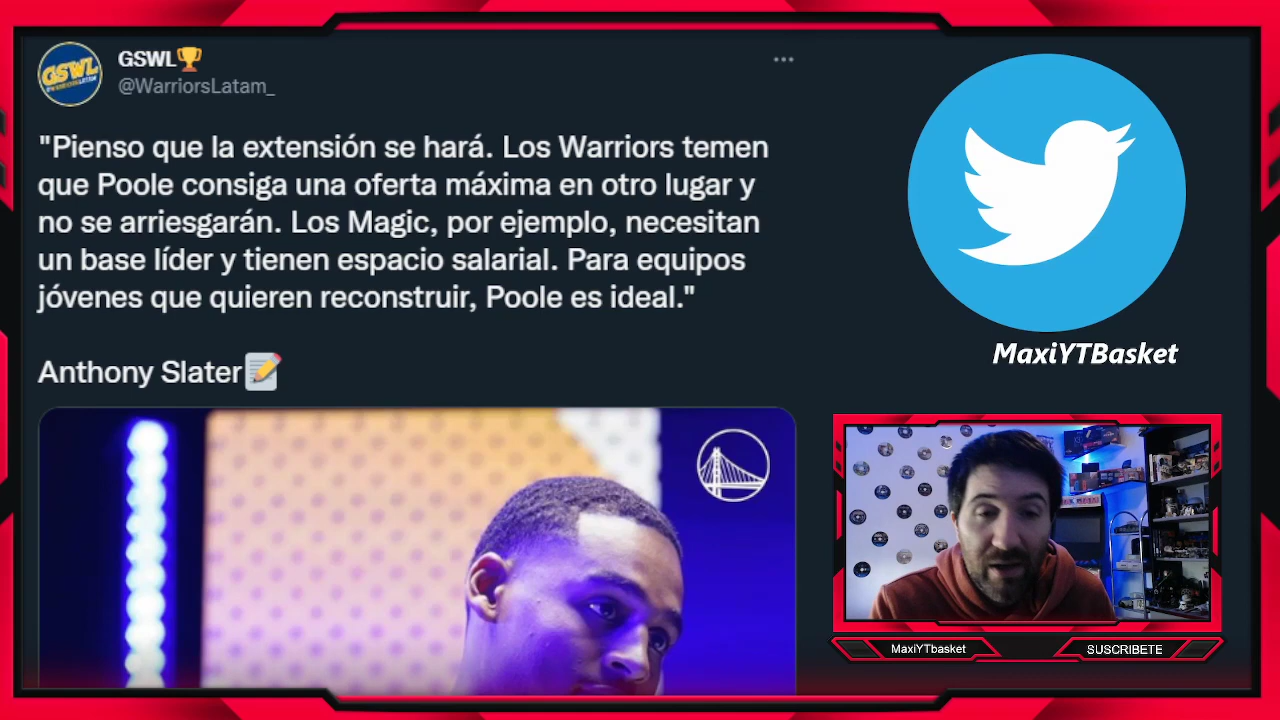 GSWL
@WarriorsLatam_
GSWL
"Pienso que la extensión se hará. Los Warriors temen
que Poole consiga una oferta máxima en otro lugar y
no se arriesgarán. Los Magic, por ejemplo, necesitan
un base líder y tienen espacio salarial. Para equipos
jóvenes que quieren reconstruir, Poole es ideal."
Anthony Slater
MaxiYTBasket
MaxiYTbasket
SUSCRIBETE